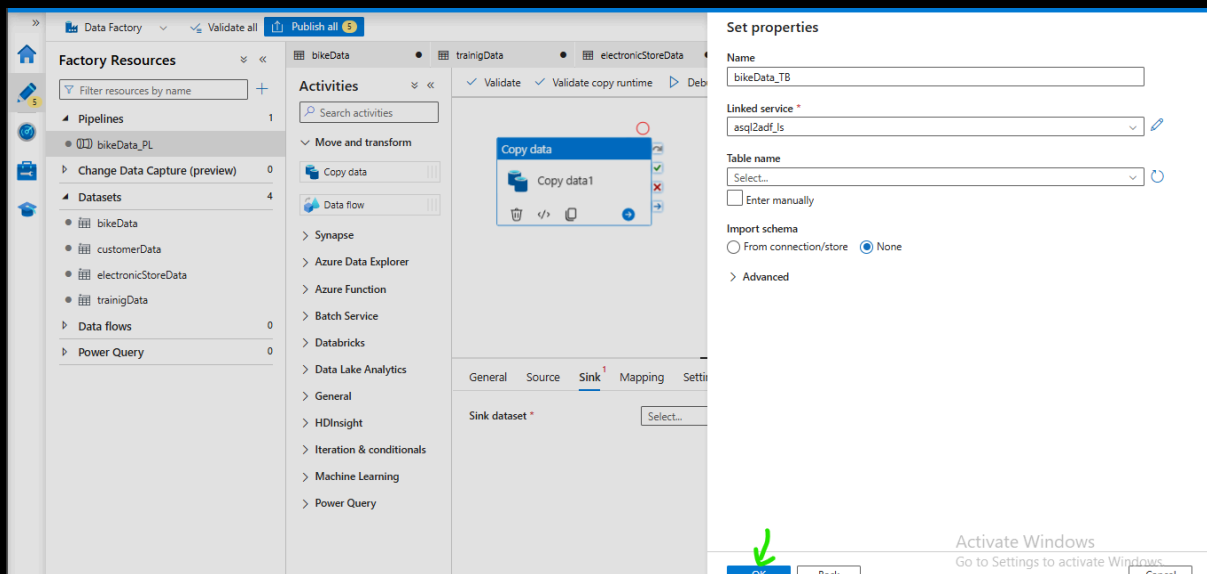 »
Data Factory
Validate all
Publish all 5
Factory Resources
Filter resources by name
Pipelines 1
bikeData_PL
Change Data Capture (preview) 0
Datasets 4
bikeData
customerData
electronicStoreData
trainigData
Data flows 0
Power Query 0
5
bikeData
trainigData
electronicStoreData
Activities
Search activities
Move and transform
Copy data
Data flow
Synapse
Azure Data Explorer
Azure Function
Batch Service
Databricks
Data Lake Analytics
General
HDInsight
Iteration & conditionals
Machine Learning
Power Query
Validate
Validate copy runtime
Copy data
Copy data1
General
Source
Sink 1
Mapping
Sink dataset *
Select...
Set properties
Name
bikeData_TB
Linked service *
asql2adf_ls
Table name
Select...
Enter manually
Import schema
From connection/store
None
Advanced
Activate Windows
Go to Settings to activate Windows.
OK
Back
Cancel